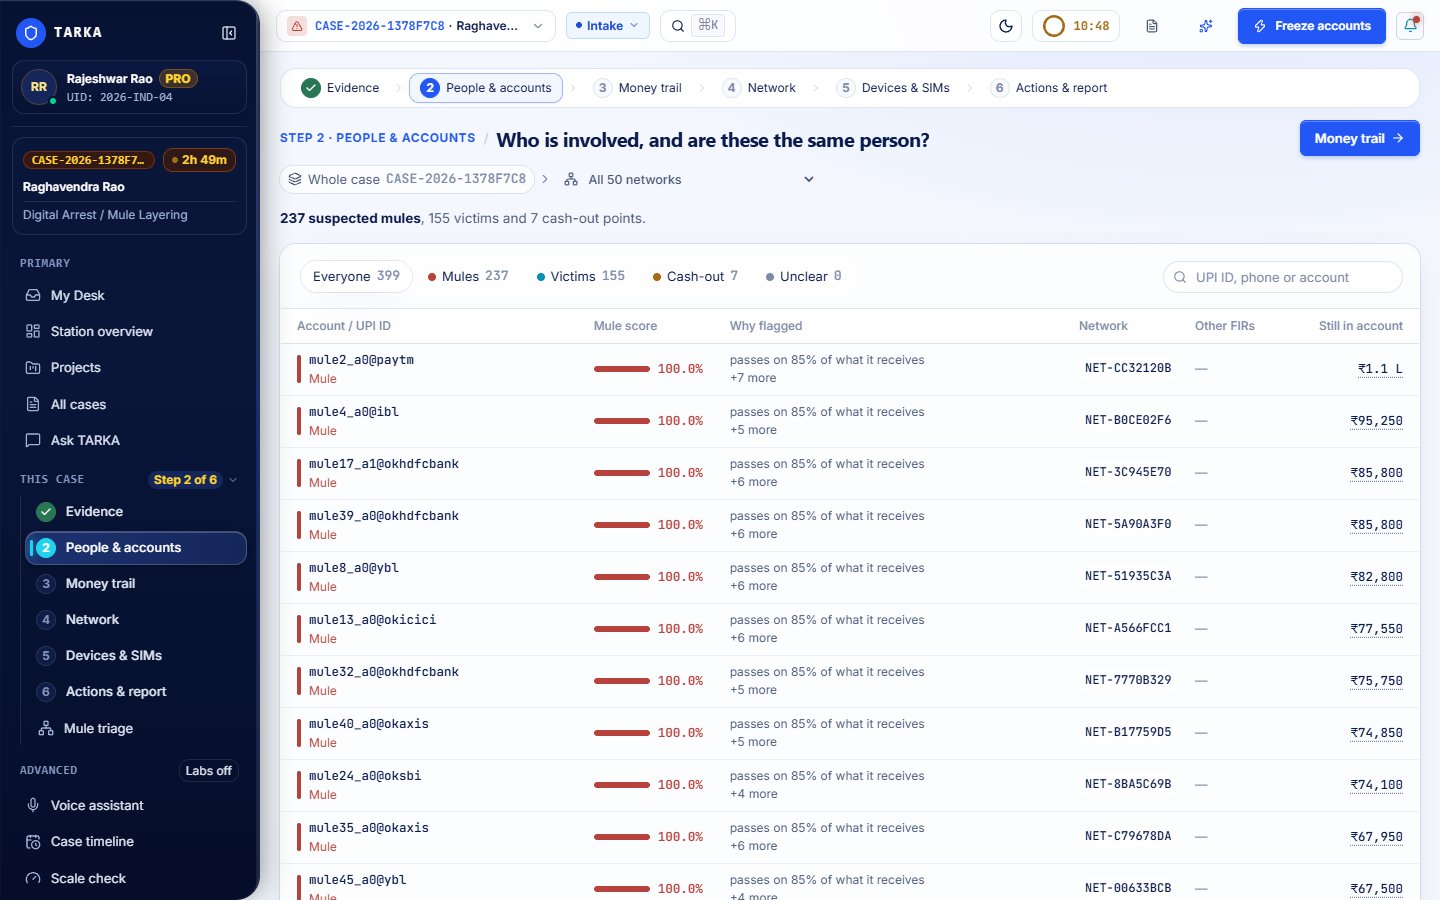 TARKA
RR
Rajeshwar Rao PRO
UID: 2026-IND-04
CASE-2026-1378F7… 2h 49m
Raghavendra Rao
Digital Arrest / Mule Layering
PRIMARY
My Desk
Station overview
Projects
All cases
Ask TARKA
THIS CASE Step 2 of 6
Evidence
2 People & accounts
3 Money trail
4 Network
5 Devices & SIMs
6 Actions & report
Mule triage
ADVANCED Labs off
Voice assistant
Case timeline
Scale check
CASE-2026-1378F7C8 · Raghave... Intake ⌘K 10:48 Freeze accounts
Evidence 2 People & accounts 3 Money trail 4 Network 5 Devices & SIMs 6 Actions & report
STEP 2 · PEOPLE & ACCOUNTS / Who is involved, and are these the same person? Money trail →
Whole case CASE-2026-1378F7C8 > All 50 networks
237 suspected mules, 155 victims and 7 cash-out points.
Everyone 399 Mules 237 Victims 155 Cash-out 7 Unclear 0 UPI ID, phone or account
Account / UPI ID Mule score Why flagged Network Other FIRs Still in account
mule2_a0@paytm passes on 85% of what it receives
Mule 100.0% +7 more NET-CC32120B — ₹1.1 L
mule4_a0@ibl passes on 85% of what it receives
Mule 100.0% +5 more NET-B0CE02F6 — ₹95,250
mule17_a1@okhdfcbank passes on 85% of what it receives
Mule 100.0% +6 more NET-3C945E70 — ₹85,800
mule39_a0@okhdfcbank passes on 85% of what it receives
Mule 100.0% +6 more NET-5A90A3F0 — ₹85,800
mule8_a0@ybl passes on 85% of what it receives
Mule 100.0% +6 more NET-51935C3A — ₹82,800
mule13_a0@okicici passes on 85% of what it receives
Mule 100.0% +6 more NET-A566FCC1 — ₹77,550
mule32_a0@okhdfcbank passes on 85% of what it receives
Mule 100.0% +5 more NET-7770B329 — ₹75,750
mule40_a0@okaxis passes on 85% of what it receives
Mule 100.0% +5 more NET-B17759D5 — ₹74,850
mule24_a0@oksbi passes on 85% of what it receives
Mule 100.0% +4 more NET-8BA5C69B — ₹74,100
mule35_a0@okaxis passes on 85% of what it receives
Mule 100.0% +6 more NET-C79678DA — ₹67,950
mule45_a0@ybl passes on 85% of what it receives
Mule 100.0% +4 more NET-00633BCB — ₹67,500